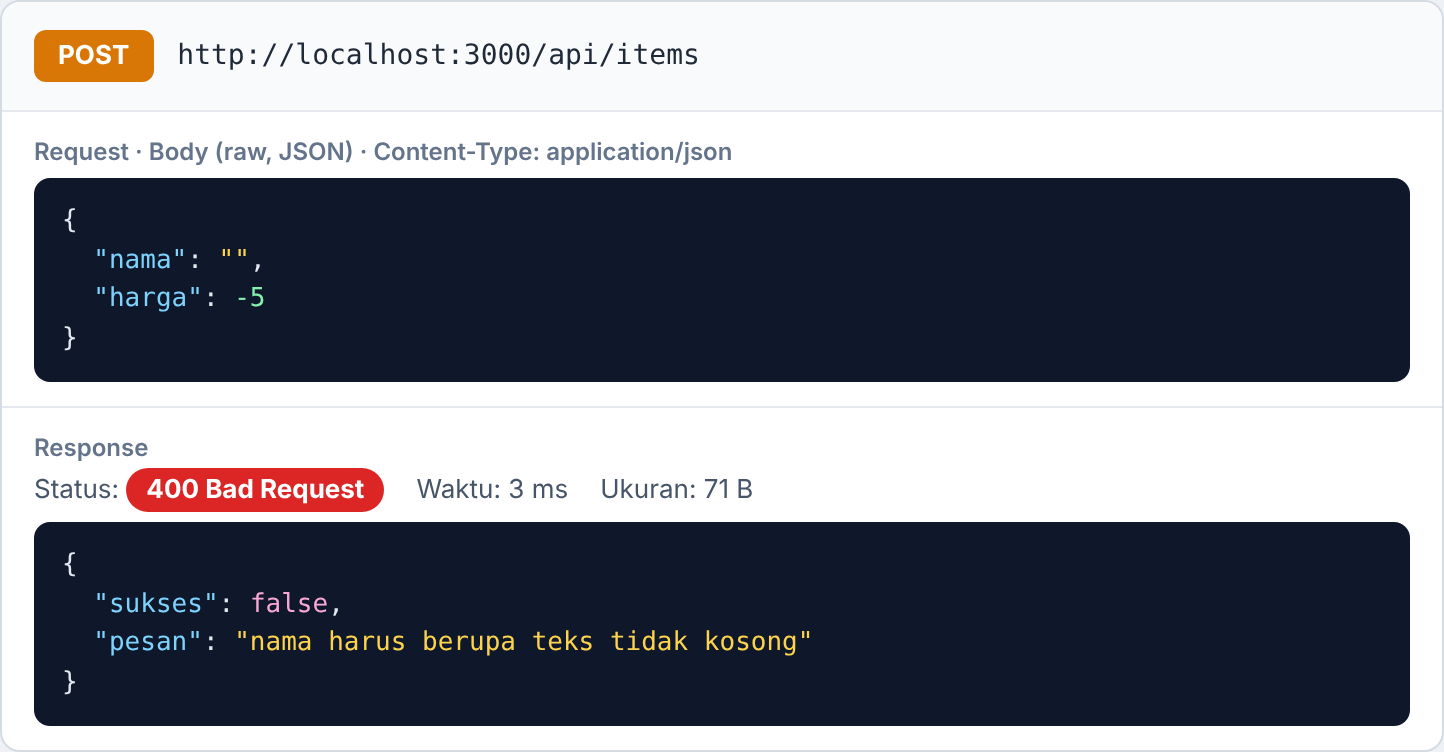 POST http://localhost:3000/api/items
Request · Body (raw, JSON) · Content-Type: application/json
{
  "nama": "",
  "harga": -5
}
Response
Status: 400 Bad Request Waktu: 3 ms Ukuran: 71 B
{
  "sukses": false,
  "pesan": "nama harus berupa teks tidak kosong"
}